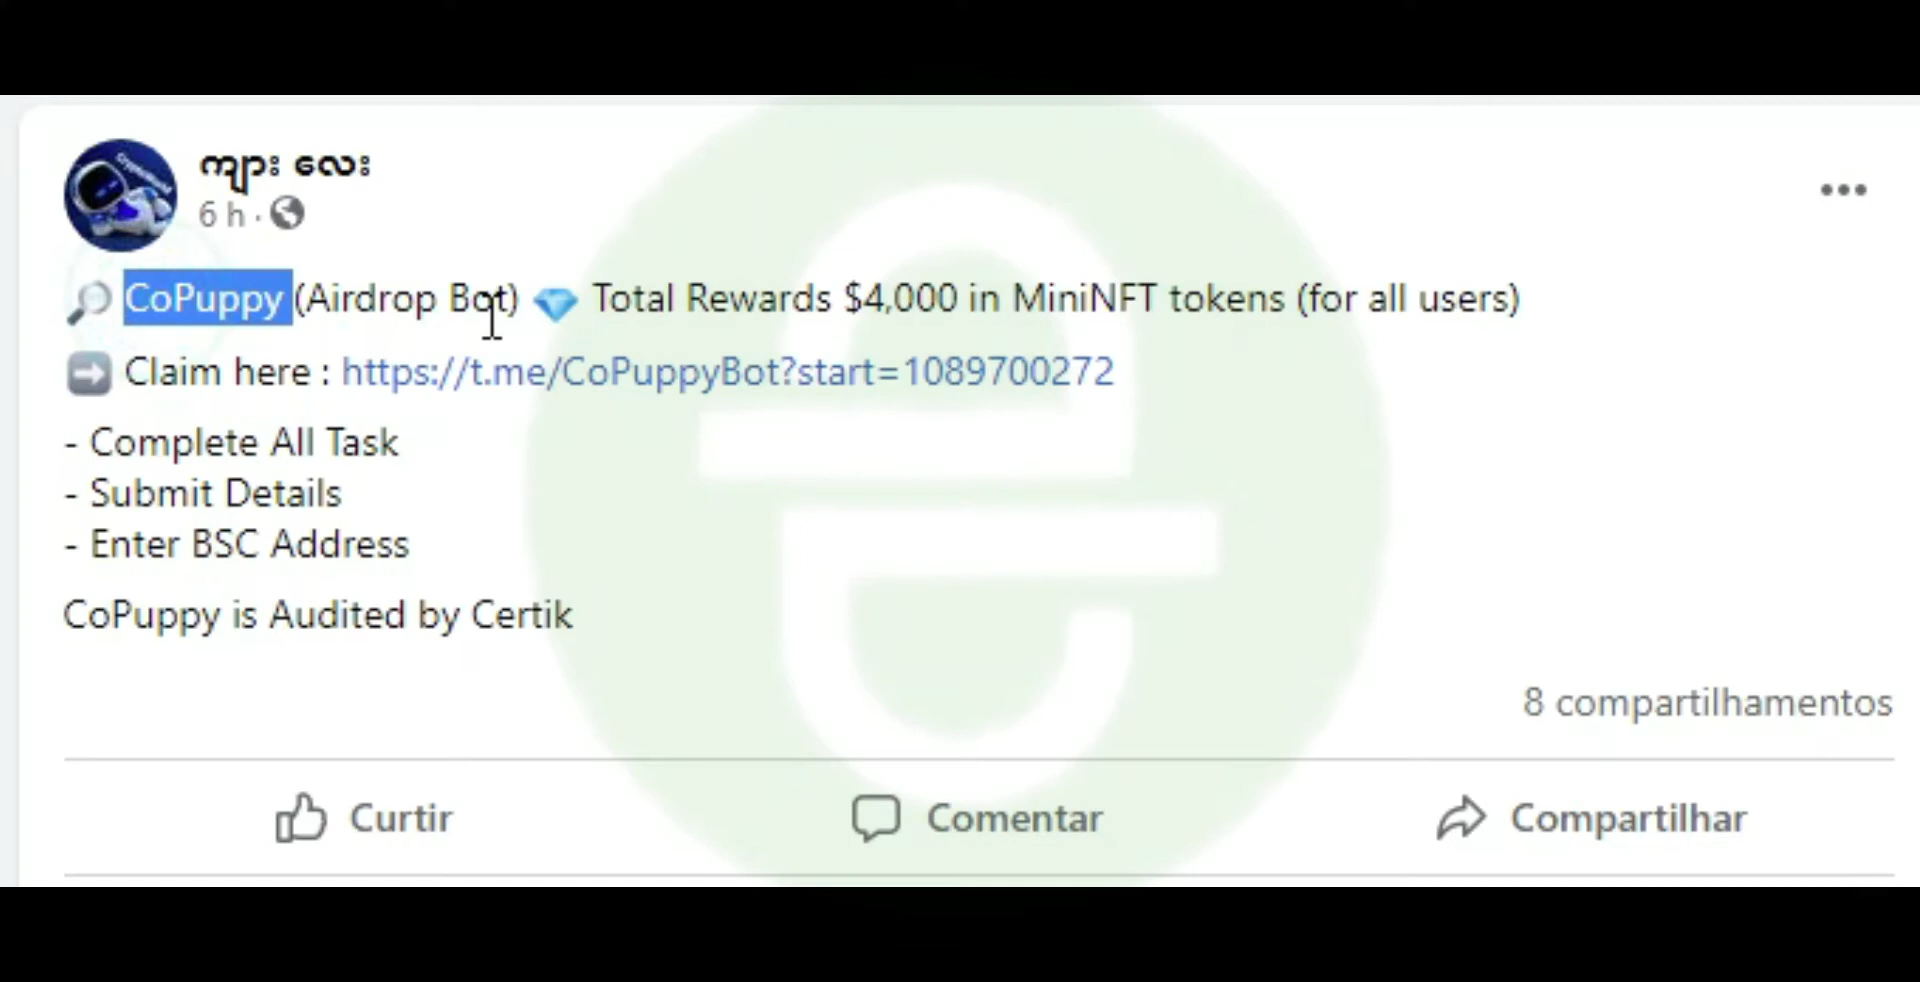 ကျား လေး
6 h ·
🔎 CoPuppy (Airdrop Bot) 💎 Total Rewards $4,000 in MiniNFT tokens (for all users)
➡️ Claim here : https://t.me/CoPuppyBot?start=1089700272
- Complete All Task
- Submit Details
- Enter BSC Address
CoPuppy is Audited by Certik
8 compartilhamentos
Curtir
Comentar
Compartilhar